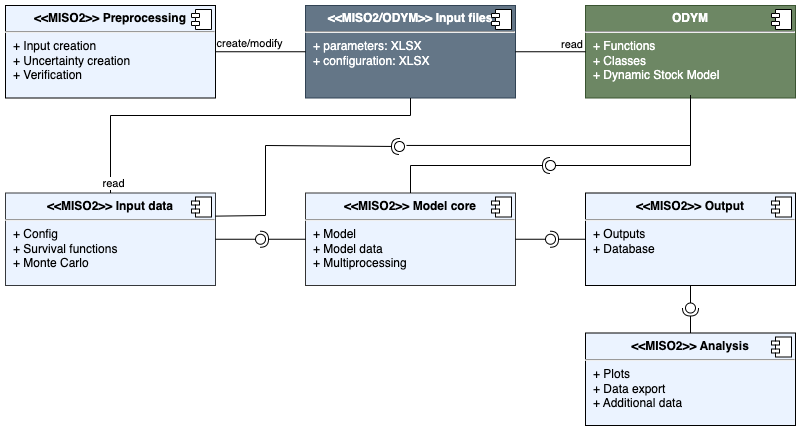 <<MISO2>> Preprocessing
+ Input creation
+ Uncertainty creation
+ Verification
create/modify
<<MISO2/ODYM>> Input files
+ parameters: XLSX
+ configuration: XLSX
read
ODYM
+ Functions
+ Classes
+ Dynamic Stock Model
read
<<MISO2>> Input data
+ Config
+ Survival functions
+ Monte Carlo
<<MISO2>> Model core
+ Model
+ Model data
+ Multiprocessing
<<MISO2>> Output
+ Outputs
+ Database
<<MISO2>> Analysis
+ Plots
+ Data export
+ Additional data